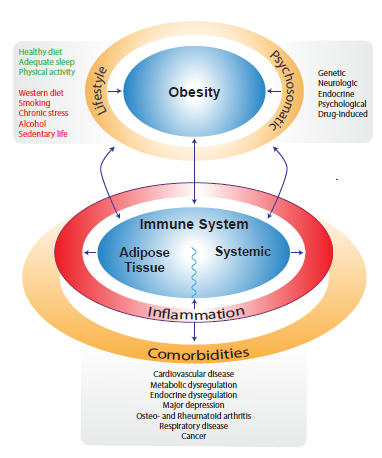 Healthy diet
Adequate sleep
Physical activity
Western diet
Smoking
Chronic stress
Alcohol
Sedentary life
Lifestyle
Obesity
Psychosomatic
Genetic
Neurologic
Endocrine
Psychological
Drug-Induced
Immune System
Adipose
Tissue
Systemic
Inflammation
Comorbidities
Cardiovascular disease
Metabolic dysregulation
Endocrine dysregulation
Major depression
Osteo- and Rheumatoid arthritis
Respiratory disease
Cancer